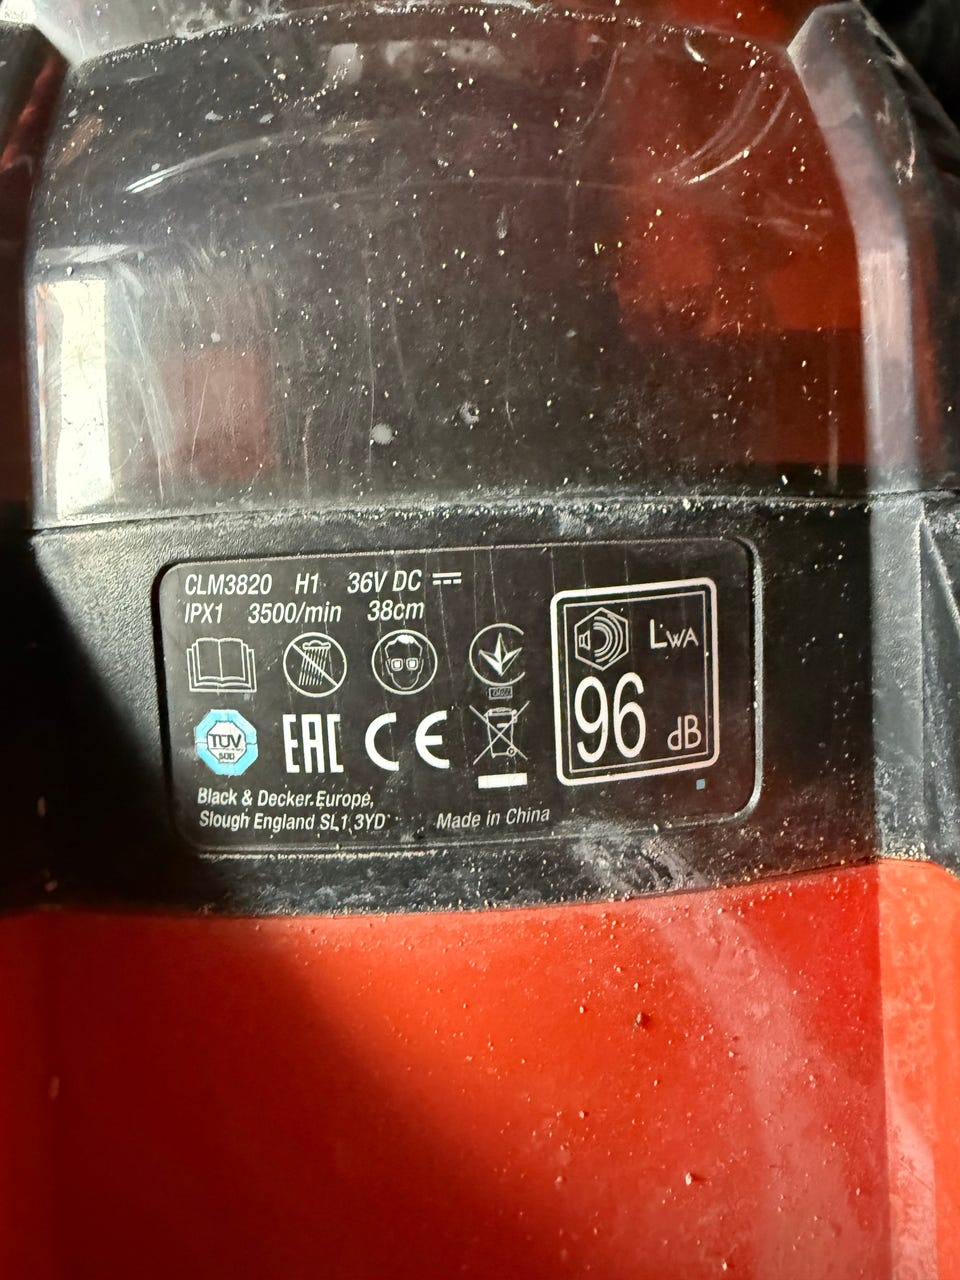 CLM3820 H1 36V DC
IPX1 3500/min 38cm
LWA
96 dB
TÜV
SÜD
EAC CE
Black & Decker Europe,
Slough England SL1 3YD
Made in China